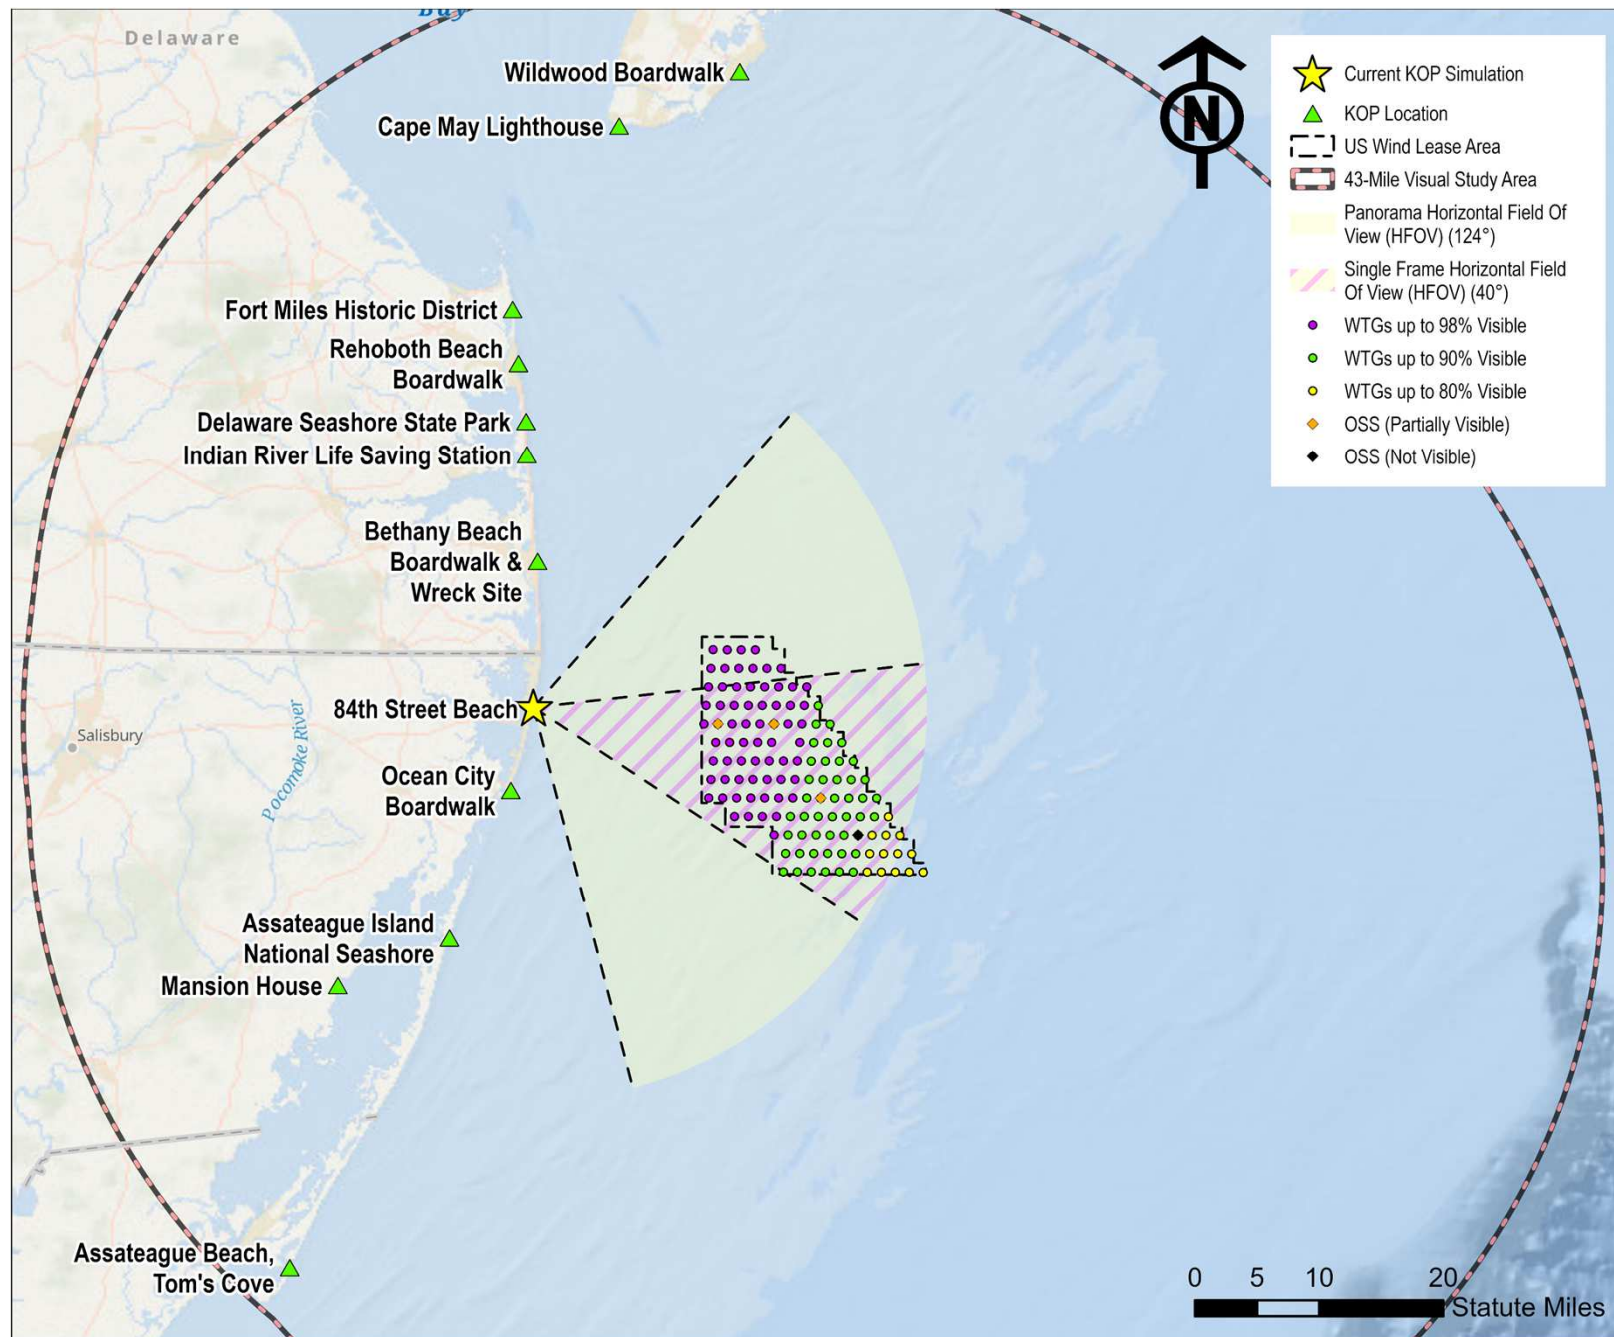 Bay
Delaware
Wildwood Boardwalk
Cape May Lighthouse
N
Current KOP Simulation
KOP Location
US Wind Lease Area
43-Mile Visual Study Area
Panorama Horizontal Field Of
View (HFOV) (124°)
Single Frame Horizontal Field
Of View (HFOV) (40°)
WTGs up to 98% Visible
WTGs up to 90% Visible
WTGs up to 80% Visible
OSS (Partially Visible)
OSS (Not Visible)
Fort Miles Historic District
Rehoboth Beach
Boardwalk
Delaware Seashore State Park
Indian River Life Saving Station
Bethany Beach
Boardwalk &
Wreck Site
84th Street Beach
Salisbury
Pocomoke River
Ocean City
Boardwalk
Assateague Island
National Seashore
Mansion House
Assateague Beach,
Tom's Cove
0 5 10 20
Statute Miles